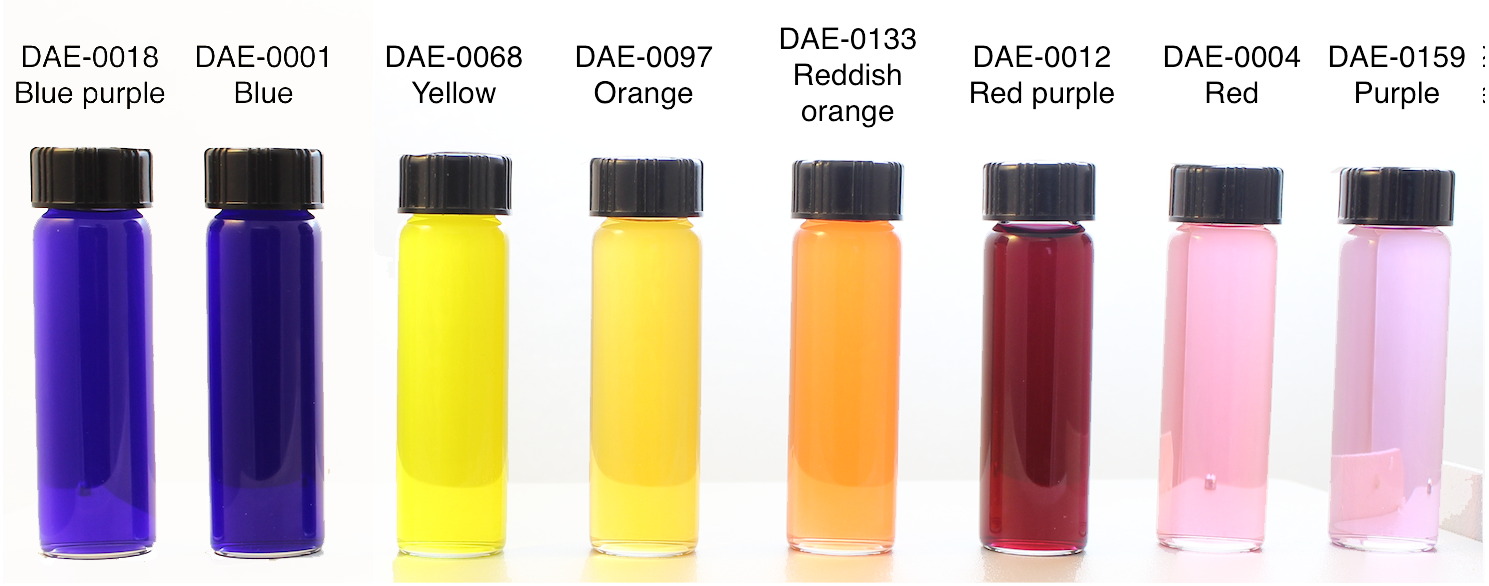 DAE-0018
Blue purple
DAE-0001
Blue
DAE-0068
Yellow
DAE-0097
Orange
DAE-0133
Reddish
orange
DAE-0012
Red purple
DAE-0004
Red
DAE-0159
Purple